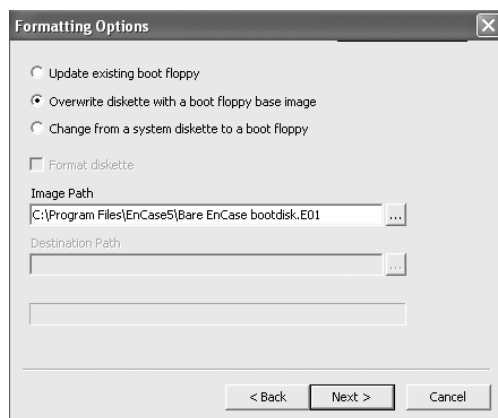 Formatting Options
Update existing boot floppy
Overwrite diskette with a boot floppy base image
Change from a system diskette to a boot floppy
Format diskette
Image Path
C:\Program Files\EnCase5\Bare EnCase bootdisk.E01
...
Destination Path
...
< Back Next > Cancel